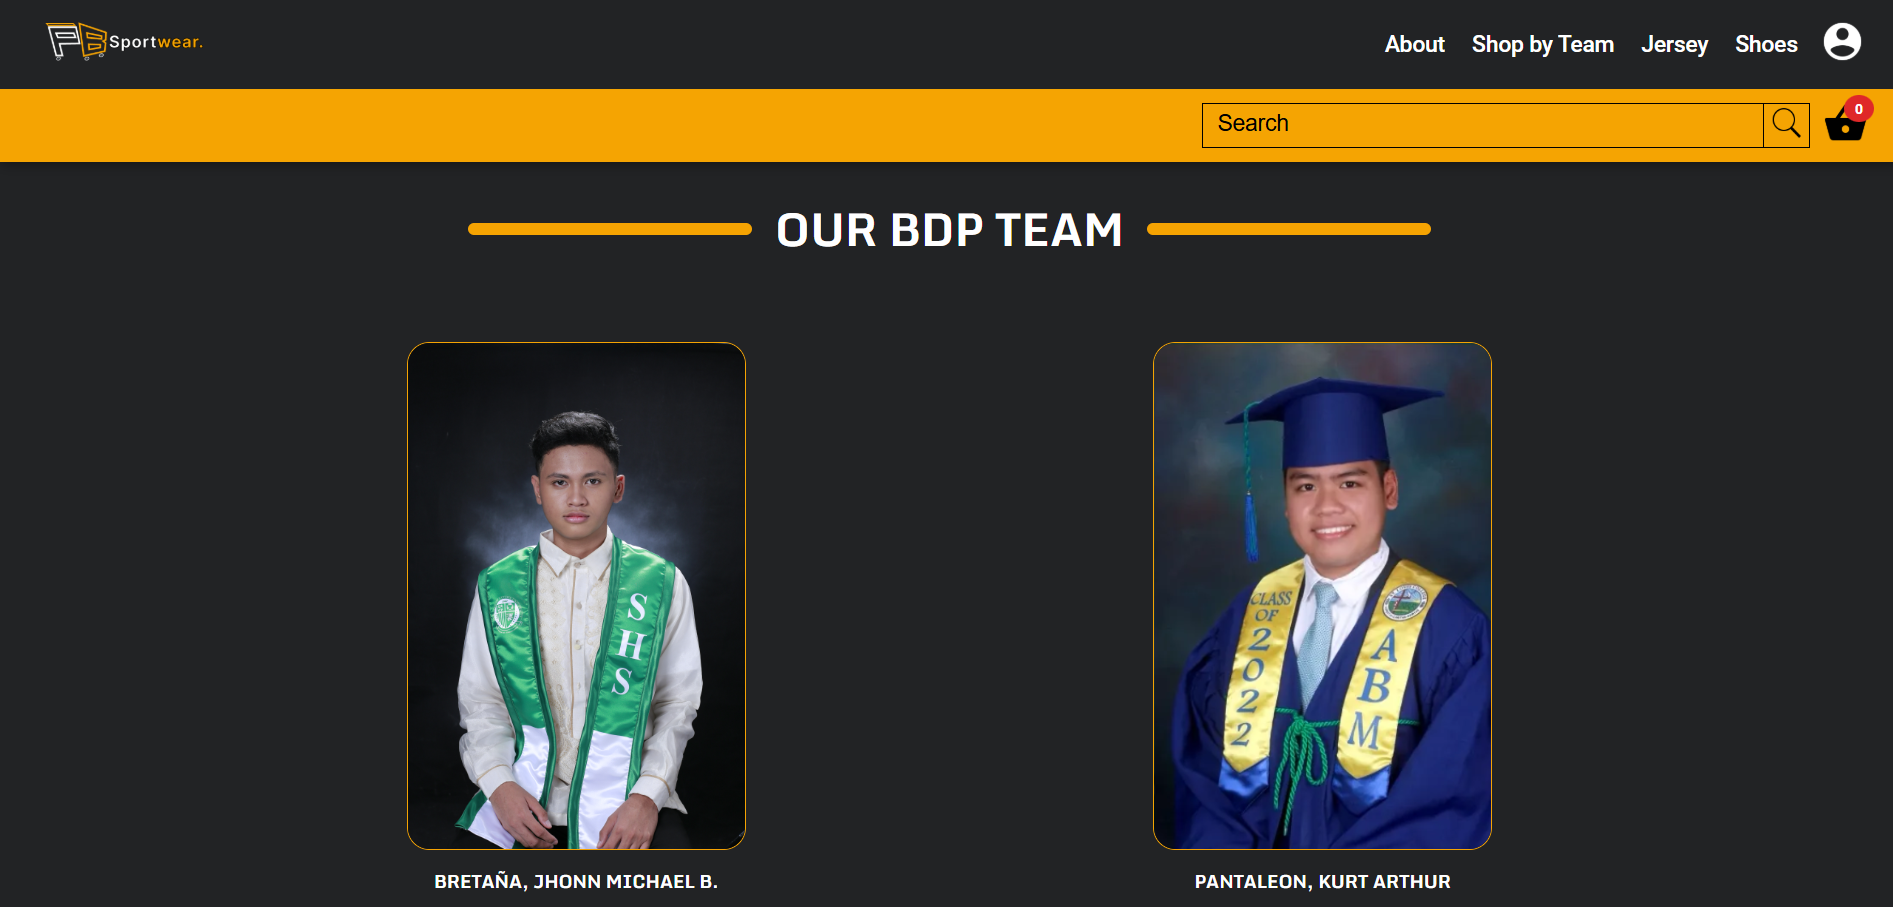 PB Sportwear.
About Shop by Team Jersey Shoes
Search
0
OUR BDP TEAM
SHS
CLASS
OF
2022
ABM
BRETAÑA, JHONN MICHAEL B.
PANTALEON, KURT ARTHUR